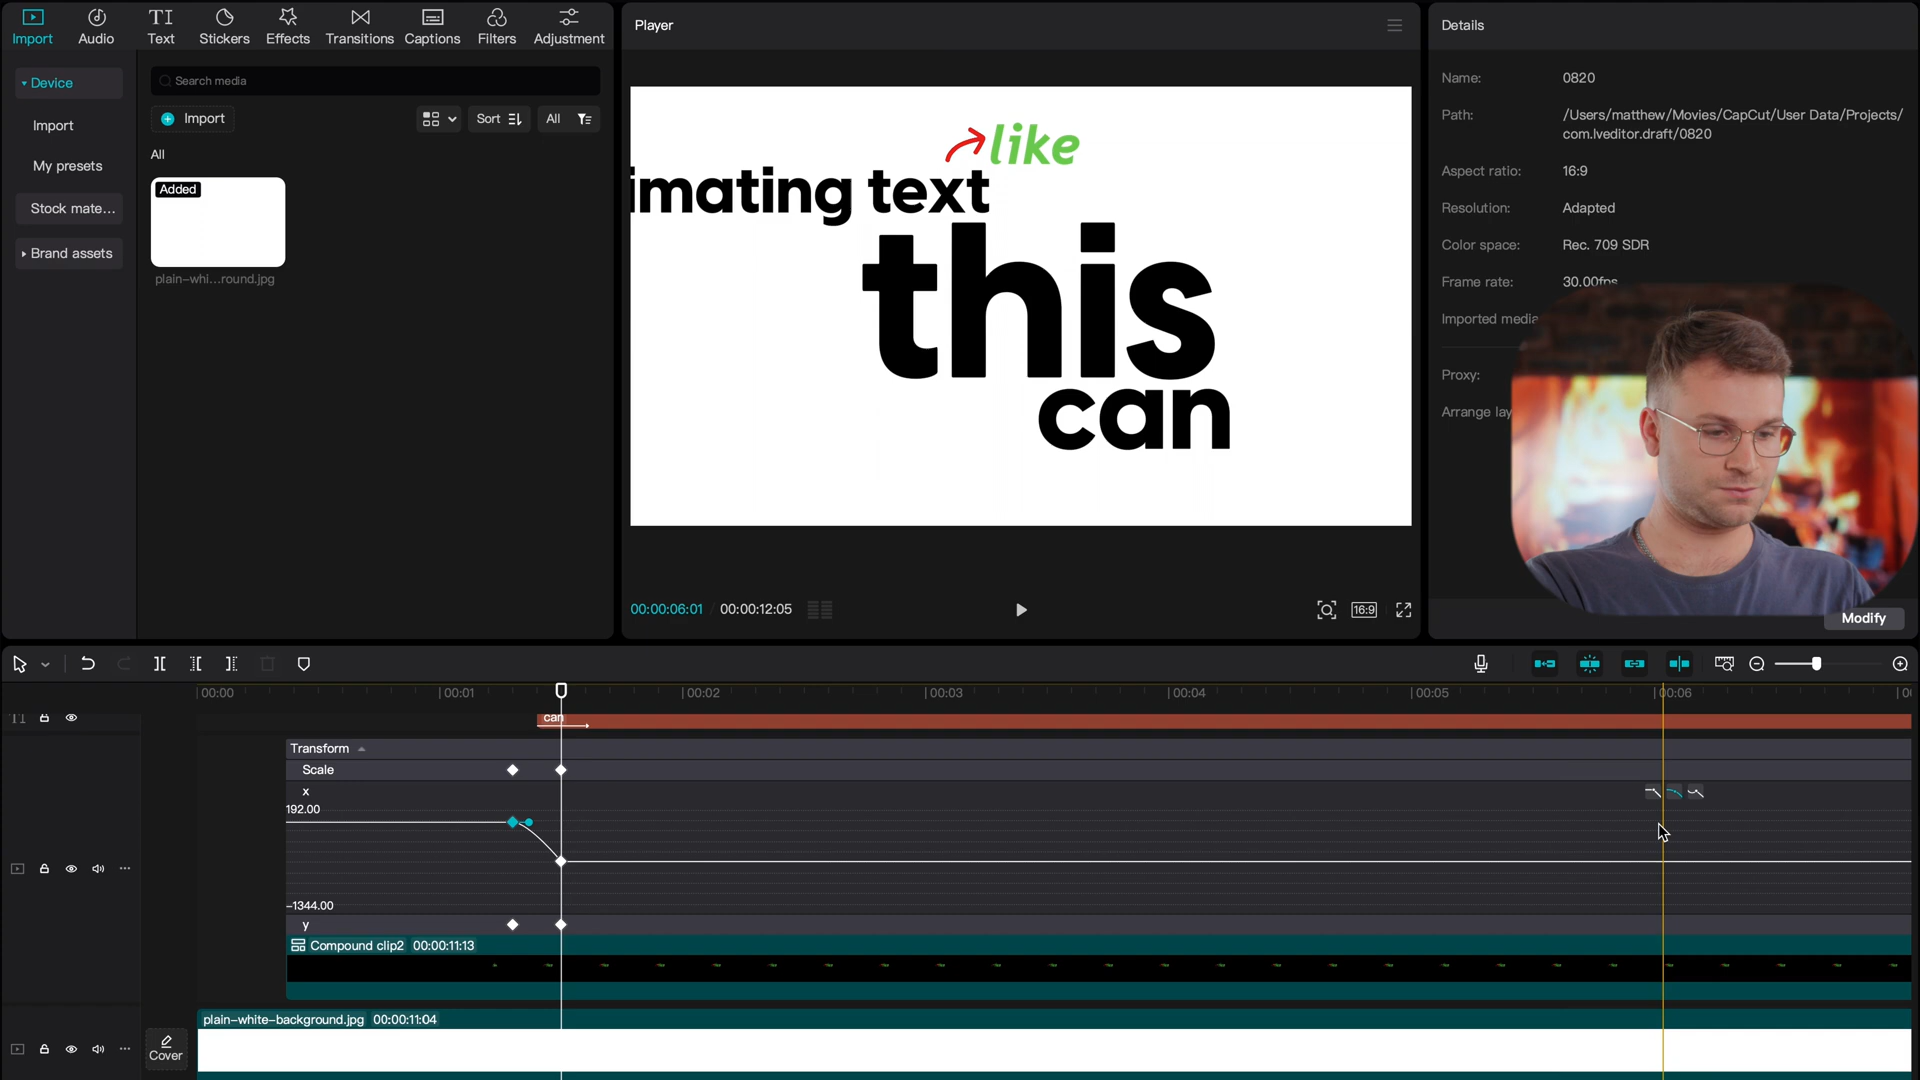 Import
Audio
Text
Stickers
Effects
Transitions
Captions
Filters
Adjustment
Device
Import
My presets
Stock mate...
Brand assets
Search media
Import
Sort
All
All
Added
plain-whi...round.jpg
Player
like
imating text
this
can
00:00:06:01
00:00:12:05
16:9
Details
Name: 0820
Path: /Users/matthew/Movies/CapCut/User Data/Projects/
com.lveditor.draft/0820
Aspect ratio: 16:9
Resolution: Adapted
Color space: Rec. 709 SDR
Frame rate: 30.00fps
Imported media
Proxy:
Arrange lay
Modify
00:00
00:01
00:02
00:03
00:04
00:05
00:06
can
Transform
Scale
x
192.00
-1344.00
y
Compound clip2 00:00:11:13
plain-white-background.jpg 00:00:11:04
Cover